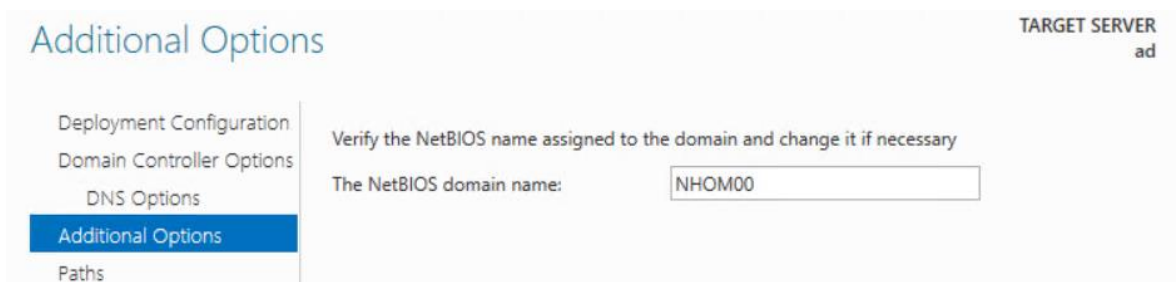 Additional Options
TARGET SERVER
ad
Deployment Configuration
Domain Controller Options
DNS Options
Additional Options
Paths
Verify the NetBIOS name assigned to the domain and change it if necessary
The NetBIOS domain name: NHOM00